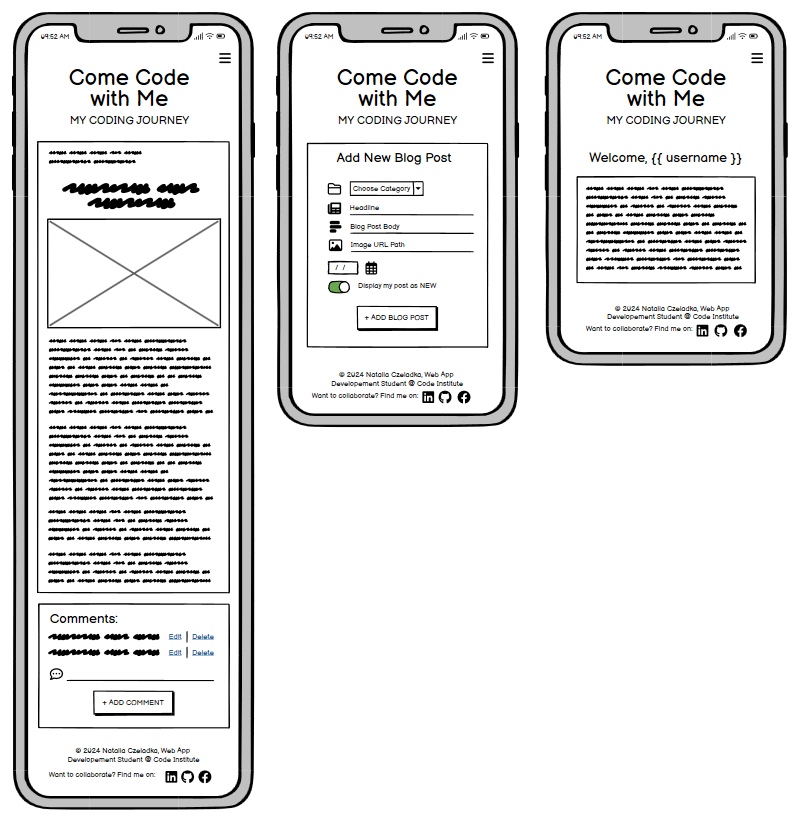 09:52 AM
Come Code
with Me
MY CODING JOURNEY
Comments:
Edit | Delete
Edit | Delete
+ ADD COMMENT
© 2024 Natalia Czeladka, Web App
Developement Student @ Code Institute
Want to collaborate? Find me on:
09:52 AM
Come Code
with Me
MY CODING JOURNEY
Add New Blog Post
Choose Category
Headline
Blog Post Body
Image URL Path
/ /
Display my post as NEW
+ ADD BLOG POST
© 2024 Natalia Czeladka, Web App
Developement Student @ Code Institute
Want to collaborate? Find me on:
09:52 AM
Come Code
with Me
MY CODING JOURNEY
Welcome, {{ username }}
© 2024 Natalia Czeladka, Web App
Developement Student @ Code Institute
Want to collaborate? Find me on: